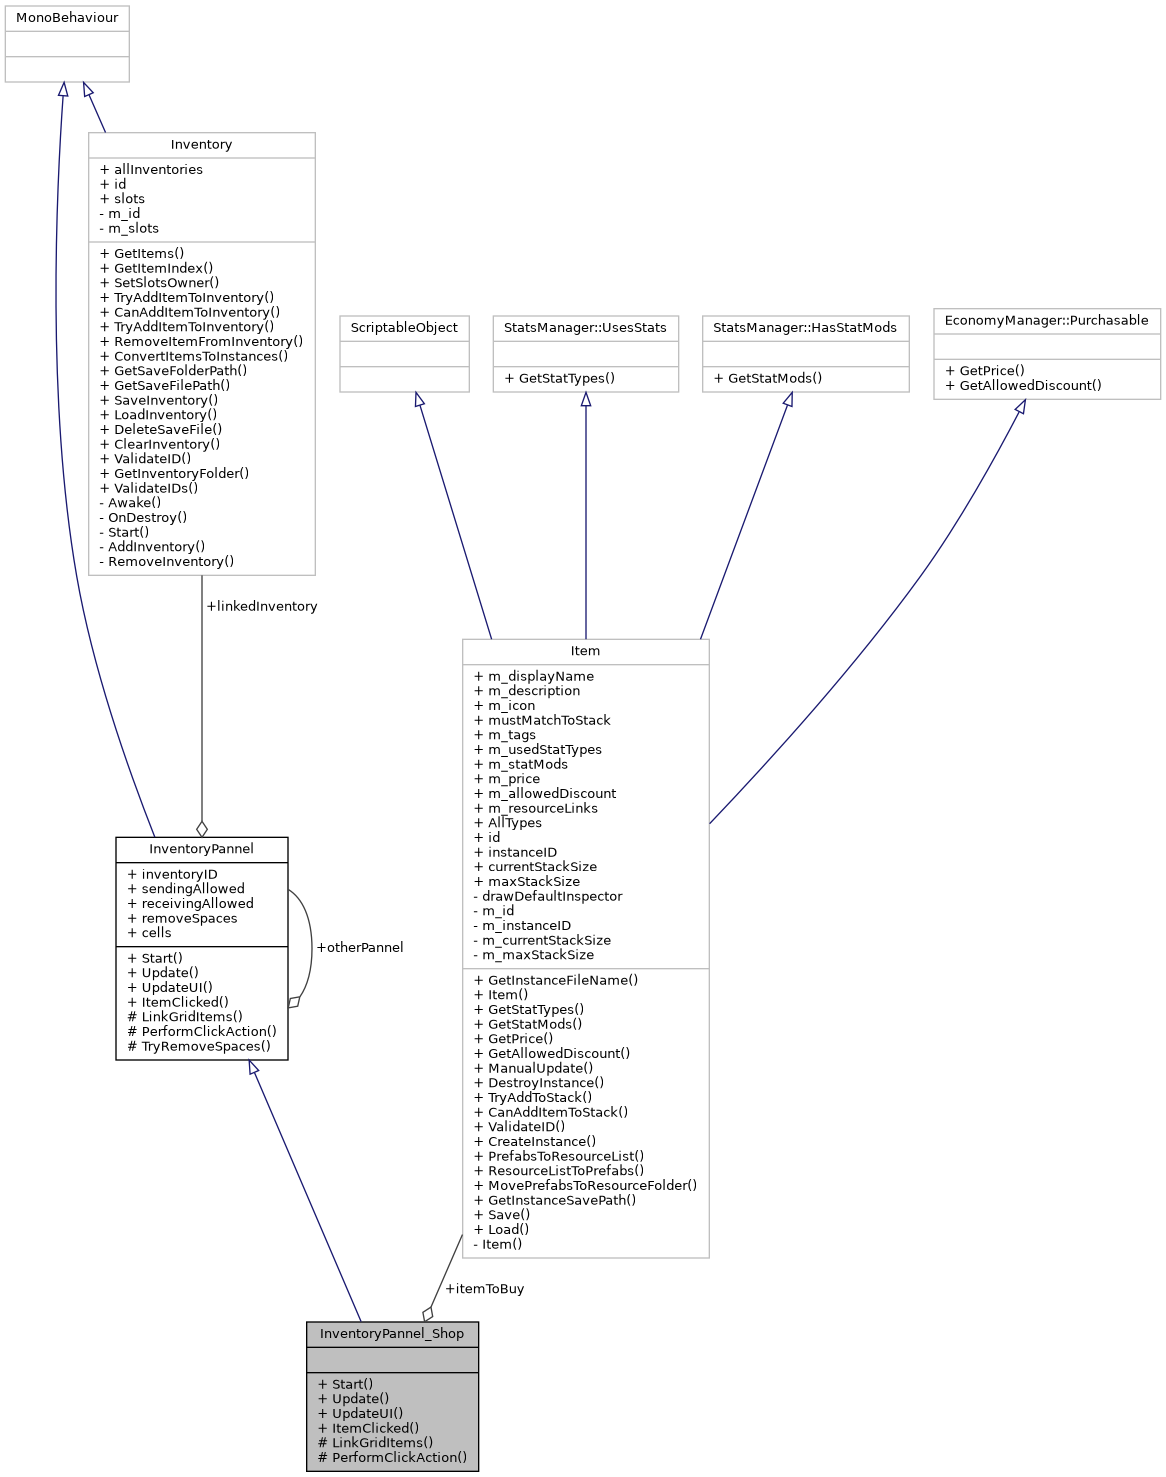 MonoBehaviour
Inventory
+ allInventories
+ id
+ slots
- m_id
- m_slots
+ GetItems()
+ GetItemIndex()
+ SetSlotsOwner()
+ TryAddItemToInventory()
+ CanAddItemToInventory()
+ TryAddItemToInventory()
+ RemoveItemFromInventory()
+ ConvertItemsToInstances()
+ GetSaveFolderPath()
+ GetSaveFilePath()
+ SaveInventory()
+ LoadInventory()
+ DeleteSaveFile()
+ ClearInventory()
+ ValidateID()
+ GetInventoryFolder()
+ ValidateIDs()
- Awake()
- OnDestroy()
- Start()
- AddInventory()
- RemoveInventory()
ScriptableObject
StatsManager::UsesStats
+ GetStatTypes()
StatsManager::HasStatMods
+ GetStatMods()
EconomyManager::Purchasable
+ GetPrice()
+ GetAllowedDiscount()
+linkedInventory
Item
+ m_displayName
+ m_description
+ m_icon
+ mustMatchToStack
+ m_tags
+ m_usedStatTypes
+ m_statMods
+ m_price
+ m_allowedDiscount
+ m_resourceLinks
+ AllTypes
+ id
+ instanceID
+ currentStackSize
+ maxStackSize
- drawDefaultInspector
- m_id
- m_instanceID
- m_currentStackSize
- m_maxStackSize
+ GetInstanceFileName()
+ Item()
+ GetStatTypes()
+ GetStatMods()
+ GetPrice()
+ GetAllowedDiscount()
+ ManualUpdate()
+ DestroyInstance()
+ TryAddToStack()
+ CanAddItemToStack()
+ ValidateID()
+ CreateInstance()
+ PrefabsToResourceList()
+ ResourceListToPrefabs()
+ MovePrefabsToResourceFolder()
+ GetInstanceSavePath()
+ Save()
+ Load()
- Item()
InventoryPannel
+ inventoryID
+ sendingAllowed
+ receivingAllowed
+ removeSpaces
+ cells
+ Start()
+ Update()
+ UpdateUI()
+ ItemClicked()
# LinkGridItems()
# PerformClickAction()
# TryRemoveSpaces()
+otherPannel
+itemToBuy
InventoryPannel_Shop
+ Start()
+ Update()
+ UpdateUI()
+ ItemClicked()
# LinkGridItems()
# PerformClickAction()